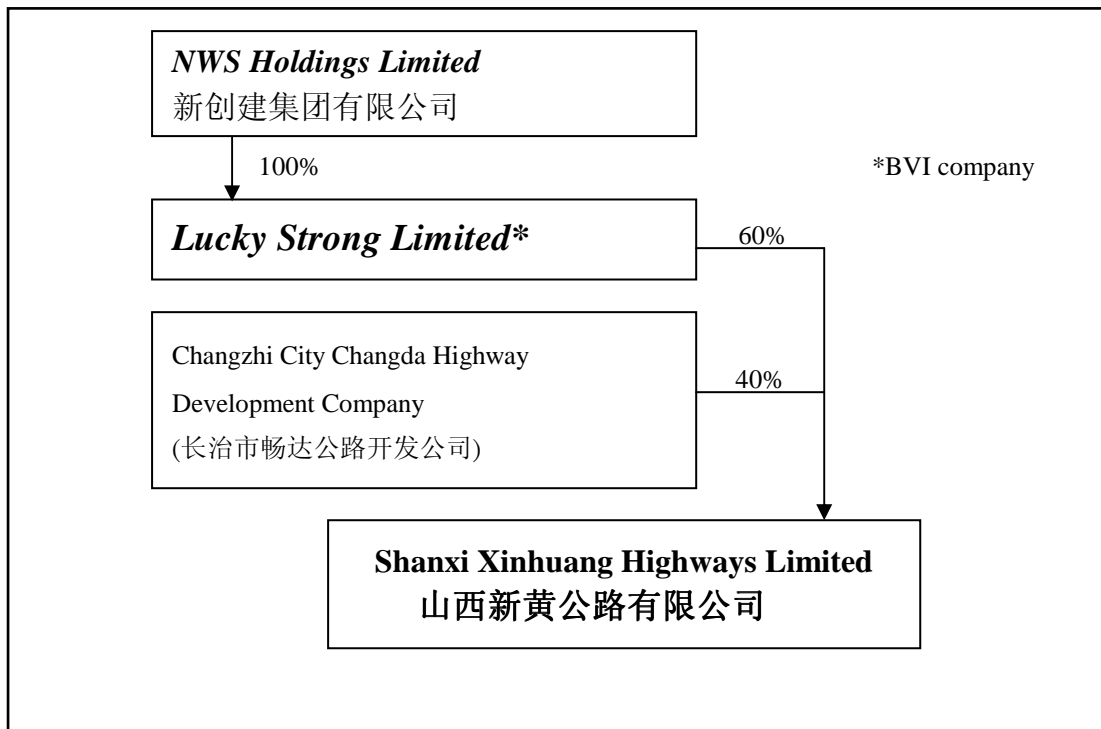 NWS Holdings Limited
新创建集团有限公司
100%
*BVI company
Lucky Strong Limited*
60%
Changzhi City Changda Highway
Development Company
(长治市畅达公路开发公司)
40%
Shanxi Xinhuang Highways Limited
山西新黄公路有限公司